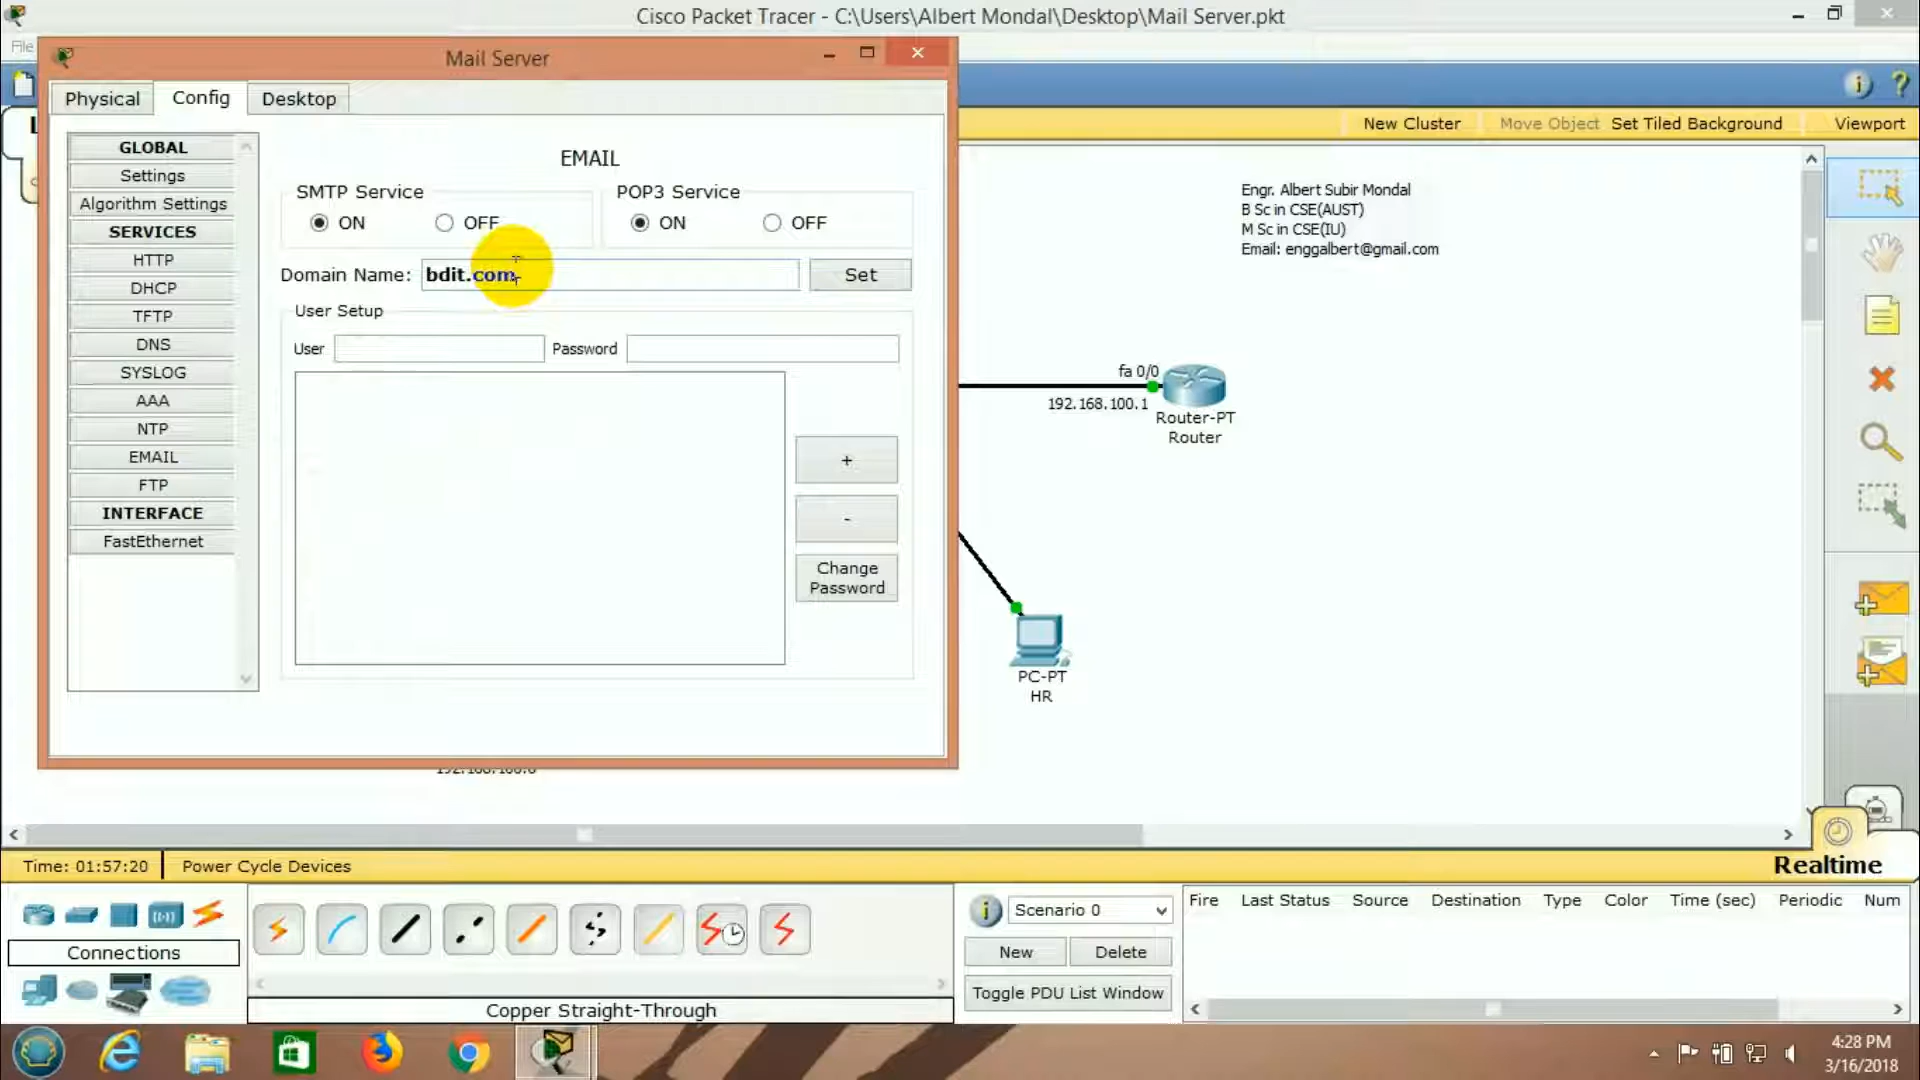 Cisco Packet Tracer - C:\Users\Albert Mondal\Desktop\Mail Server.pkt
File
Mail Server
Physical
Config
Desktop
New Cluster
Move Object
Set Tiled Background
Viewport
GLOBAL
Settings
Algorithm Settings
SERVICES
HTTP
DHCP
TFTP
DNS
SYSLOG
AAA
NTP
EMAIL
FTP
INTERFACE
FastEthernet
EMAIL
SMTP Service
ON
OFF
POP3 Service
ON
OFF
Domain Name:
bdit.com
Set
User Setup
User
Password
+
-
Change
Password
Engr. Albert Subir Mondal
B Sc in CSE(AUST)
M Sc in CSE(IU)
Email: enggalbert@gmail.com
fa 0/0
192.168.100.1
Router-PT
Router
PC-PT
HR
Time: 01:57:20
Power Cycle Devices
Realtime
Connections
Copper Straight-Through
Scenario 0
New
Delete
Toggle PDU List Window
Fire
Last Status
Source
Destination
Type
Color
Time (sec)
Periodic
Num
4:28 PM
3/16/2018